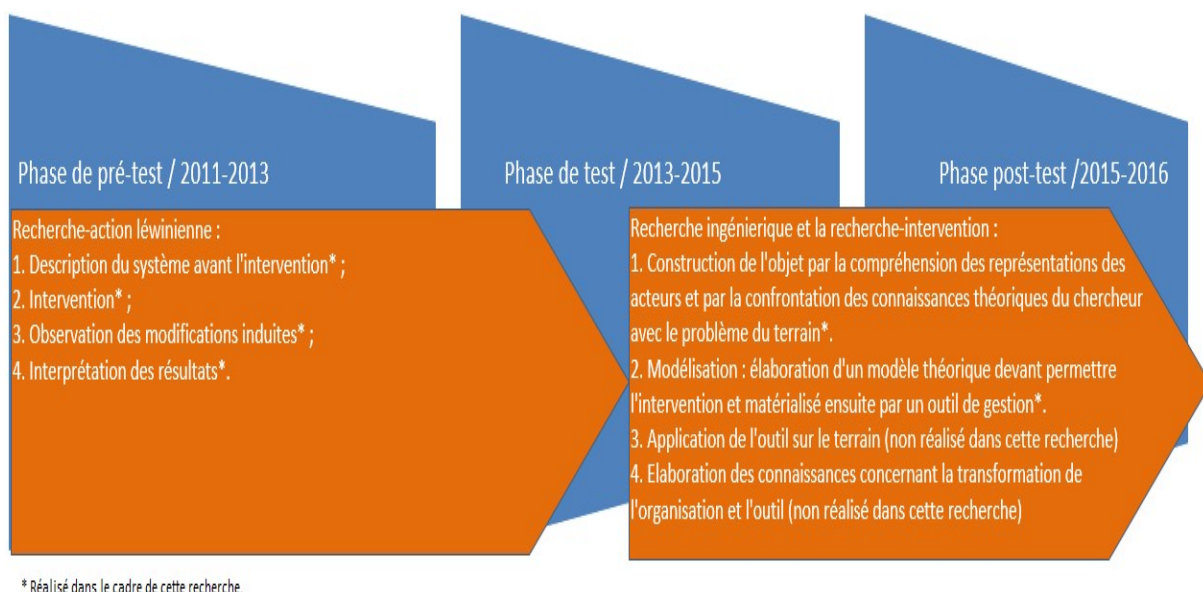 Phase de pré-test / 2011-2013
Phase de test / 2013-2015
Phase post-test /2015-2016
Recherche-action léwinienne :
1. Description du système avant l'intervention* ;
2. Intervention* ;
3. Observation des modifications induites* ;
4. Interprétation des résultats*.
Recherche ingénierique et la recherche-intervention :
1. Construction de l'objet par la compréhension des représentations des
acteurs et par la confrontation des connaissances théoriques du chercheur
avec le problème du terrain*.
2. Modélisation : élaboration d'un modèle théorique devant permettre
l'intervention et matérialisé ensuite par un outil de gestion*.
3. Application de l'outil sur le terrain (non réalisé dans cette recherche)
4. Elaboration des connaissances concernant la transformation de
l'organisation et l'outil (non réalisé dans cette recherche)
* Réalisé dans le cadre de cette recherche.